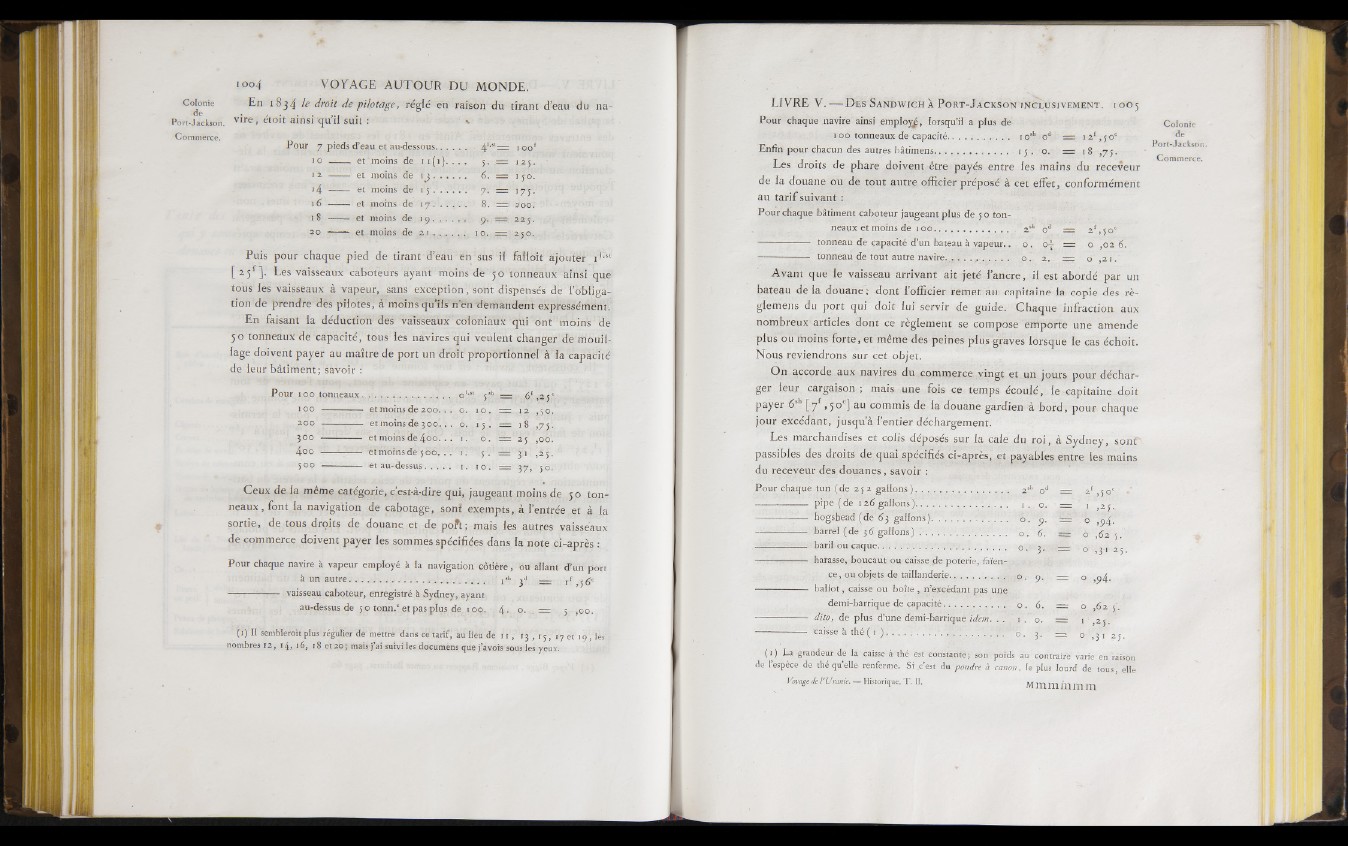 1004 VOYAGE AUTOUR DU MONDE.
Colonie
de
Port-Jackson.
Commerce.
En 1834 le droit de pilotage, réglé en raison du tirant d'eau du na-
vire, étoit ainsi qu'il suit :
Pour 7 pieds d'eau et au-dessous...... 4l.st = 100f
10 —— et moins de 11(1).... 5. = 125.
12 —— et moins de 13...... 6. = 150.
14 —— et moins de 15...... 7. = 175.
16 —— et moins de 17...... 8. = 200.
18 —— et moins de 19...... 9. = 225.
20 —— et moins de 21...... 10. = 250.
Puis pour chaque pied de tirant d'eau en sus il falloit ajouter 1l.st
[25f]. Les vaisseaux caboteurs ayant moins de 50 tonneaux ainsi que
tous les vaisseaux à vapeur, sans exception, sont dispensés de l'obliga-
tion de prendre des pilotes, à moins qu'ils n'en demandent expressément.
En faisant la déduction des vaisseaux coloniaux qui ont moins de
50 tonneaux de capacité, tous les navires qui veulent changer de mouil-
lage doivent payer au maître de port un droit proportionnel à la capacité
de leur bâtiment; savoir :
Pour 100 tonneaux............... 0l.st 5sh = 6f,25c
100 ———— et moins de 200... 0. 10. = 12 ,50.
200 ———— et moins de 300... 0. 15. = 18 ,75.
300 ———— et moins de 400... 1. 0. = 25 ,00.
400 ———— et moins de 500... 1. 5. = 31 ,25.
500 ———— et au-dessus...... 1. 10. = 37, 50.
Ceux de la même catégorie, c'est-à-dire qui, jaugeant moins de 50 ton-
neaux, font la navigation de cabotage, sont exempts, à l'entrée et à la
sortie, de tous droits de douane et de port; mais les autres vaisseaux
de commerce doivent payer les sommes spécifiées dans la note ci-après :
Pour chaque navire à vapeur employé à la navigation côtière, ou allant d'un port
à un autre........................ 1sh 3d = 1f,56c
———— vaisseau caboteur, enregistré à Sydney, ayant
au-dessus de 50 tonn.x et pas plus de 100. 4. 0. = 5 ,00.
(1) Il sembleroit plus régulier de mettre dans ce tarif, au lieu de 11, 13, 15, 17 et 19, les
nombres 12, 14, 16, 18 et 20; mais j'ai suivi les documens que j'avois sous les yeux.
LIVRE V. — DES SANDWICH À PORT-JACKSON INCLUSIVEMENT. 1005
Colonie
de
Port-Jackson.
Commerce.
Pour chaque navire ainsi employé, lorsqu'il a plus de
100 tonneaux de capacité........... 10sh 0d = 12f,50c
Enfin pour chacun des autres bâtimens............. 15. 0. = 18 ,75.
Les droits de phare doivent être payés entre les mains du receveur
de la douane ou de tout autre officier préposé à cet effet, conformément
au tarif suivant :
Pour chaque bâtiment caboteur jaugeant plus de 50 ton-
neaux et moins de 100............. 2sh 0d = 2f,50c
———— tonneau de capacité d'un bateau à vapeur.. 0. 0¼ = 0 ,02 6.
———— tonneau de tout autre navire........... 0. 2. = 0 ,21.
Avant que le vaisseau arrivant ait jeté l'ancre, il est abordé par un
bateau de la douane; dont l'officier remet au capitaine la copie des rè-
glemens du port qui doit lui servir de guide. Chaque infraction aux
nombreux articles dont ce règlement se compose emporte une amende
plus ou moins forte, et même des peines plus graves lorsque le cas échoit.
Nous reviendrons sur cet objet.
On accorde aux navires du commerce vingt et un jours pour déchar-
ger leur cargaison ; mais une fois ce temps écoulé, le capitaine doit
payer 6sh [7f,50c] au commis de la douane gardien à bord, pour chaque
jour excédant, jusqu'à l'entier déchargement.
Les marchandises et colis déposés sur la cale du roi, à Sydney, sont
passibles des droits de quai spécifiés ci-après, et payables entre les mains
du receveur des douanes, savoir :
Pour chaque tun (de 252 gallons)................ 2sh 0d = 2f,50c
———— pipe (de 126 gallons)................ 1. 0. = 1 ,25.
———— hogshead (de 63 gallons)............. 0. 9. = 0 ,94.
———— barrel (de 36 gallons)............... 0. 6. = 0 ,62 5.
———— baril ou caque...................... 0. 3. = 0 ,31 25.
———— harasse, boucaut ou caisse de poterie, faïen-
ce, ou objets de taillanderie.......... 0. 9. = 0 ,94.
———— ballot, caisse ou boîte, n'excédant pas une
demi-barrique de capacité........... 0. 6. = 0 ,62 5.
———— dito, de plus d'une demi-barrique idem... 1. 0. = 1 ,25.
———— caisse à thé (1)..................... 0. 3. = 0 ,31 25.
(1) La grandeur de la caisse à thé est constante; son poids au contraire varie en raison
de l'espèce de thé qu'elle renferme. Si c'est du poudre à canon, le plus lourd de tous, elle
Voyage de l'Uranie. — Historique. T. II. Mmmmmmm